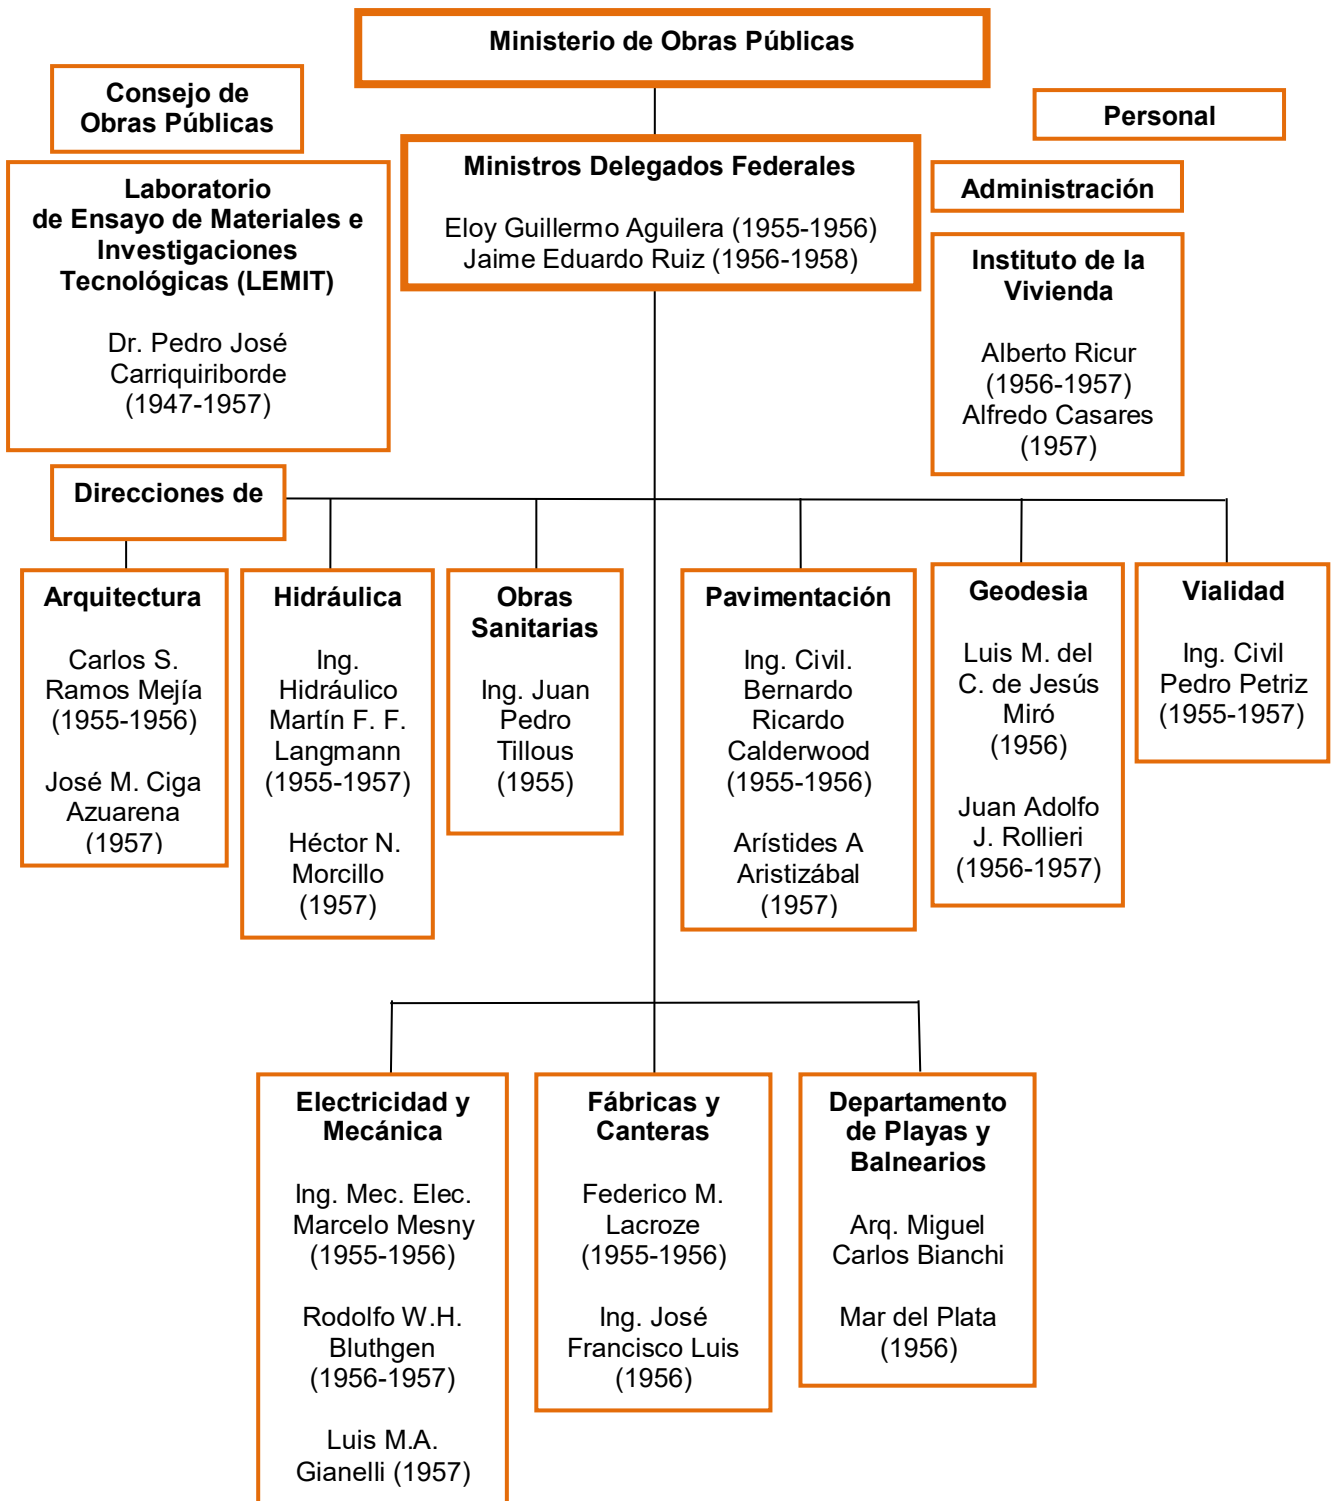 Ministerio de Obras Públicas
Consejo de
Obras Públicas
Personal
Ministros Delegados Federales
Eloy Guillermo Aguilera (1955-1956)
Jaime Eduardo Ruiz (1956-1958)
Laboratorio
de Ensayo de Materiales e
Investigaciones
Tecnológicas (LEMIT)
Dr. Pedro José
Carriquiriborde
(1947-1957)
Administración
Instituto de la
Vivienda
Alberto Ricur
(1956-1957)
Alfredo Casares
(1957)
Direcciones de
Arquitectura
Carlos S.
Ramos Mejía
(1955-1956)
José M. Ciga
Azuarena
(1957)
Hidráulica
Ing.
Hidráulico
Martín F. F.
Langmann
(1955-1957)
Héctor N.
Morcillo
(1957)
Obras
Sanitarias
Ing. Juan
Pedro
Tillous
(1955)
Pavimentación
Ing. Civil.
Bernardo
Ricardo
Calderwood
(1955-1956)
Arístides A
Aristizábal
(1957)
Geodesia
Luis M. del
C. de Jesús
Miró
(1956)
Juan Adolfo
J. Rollieri
(1956-1957)
Vialidad
Ing. Civil
Pedro Petriz
(1955-1957)
Electricidad y
Mecánica
Ing. Mec. Elec.
Marcelo Mesny
(1955-1956)
Rodolfo W.H.
Bluthgen
(1956-1957)
Luis M.A.
Gianelli (1957)
Fábricas y
Canteras
Federico M.
Lacroze
(1955-1956)
Ing. José
Francisco Luis
(1956)
Departamento
de Playas y
Balnearios
Arq. Miguel
Carlos Bianchi
Mar del Plata
(1956)